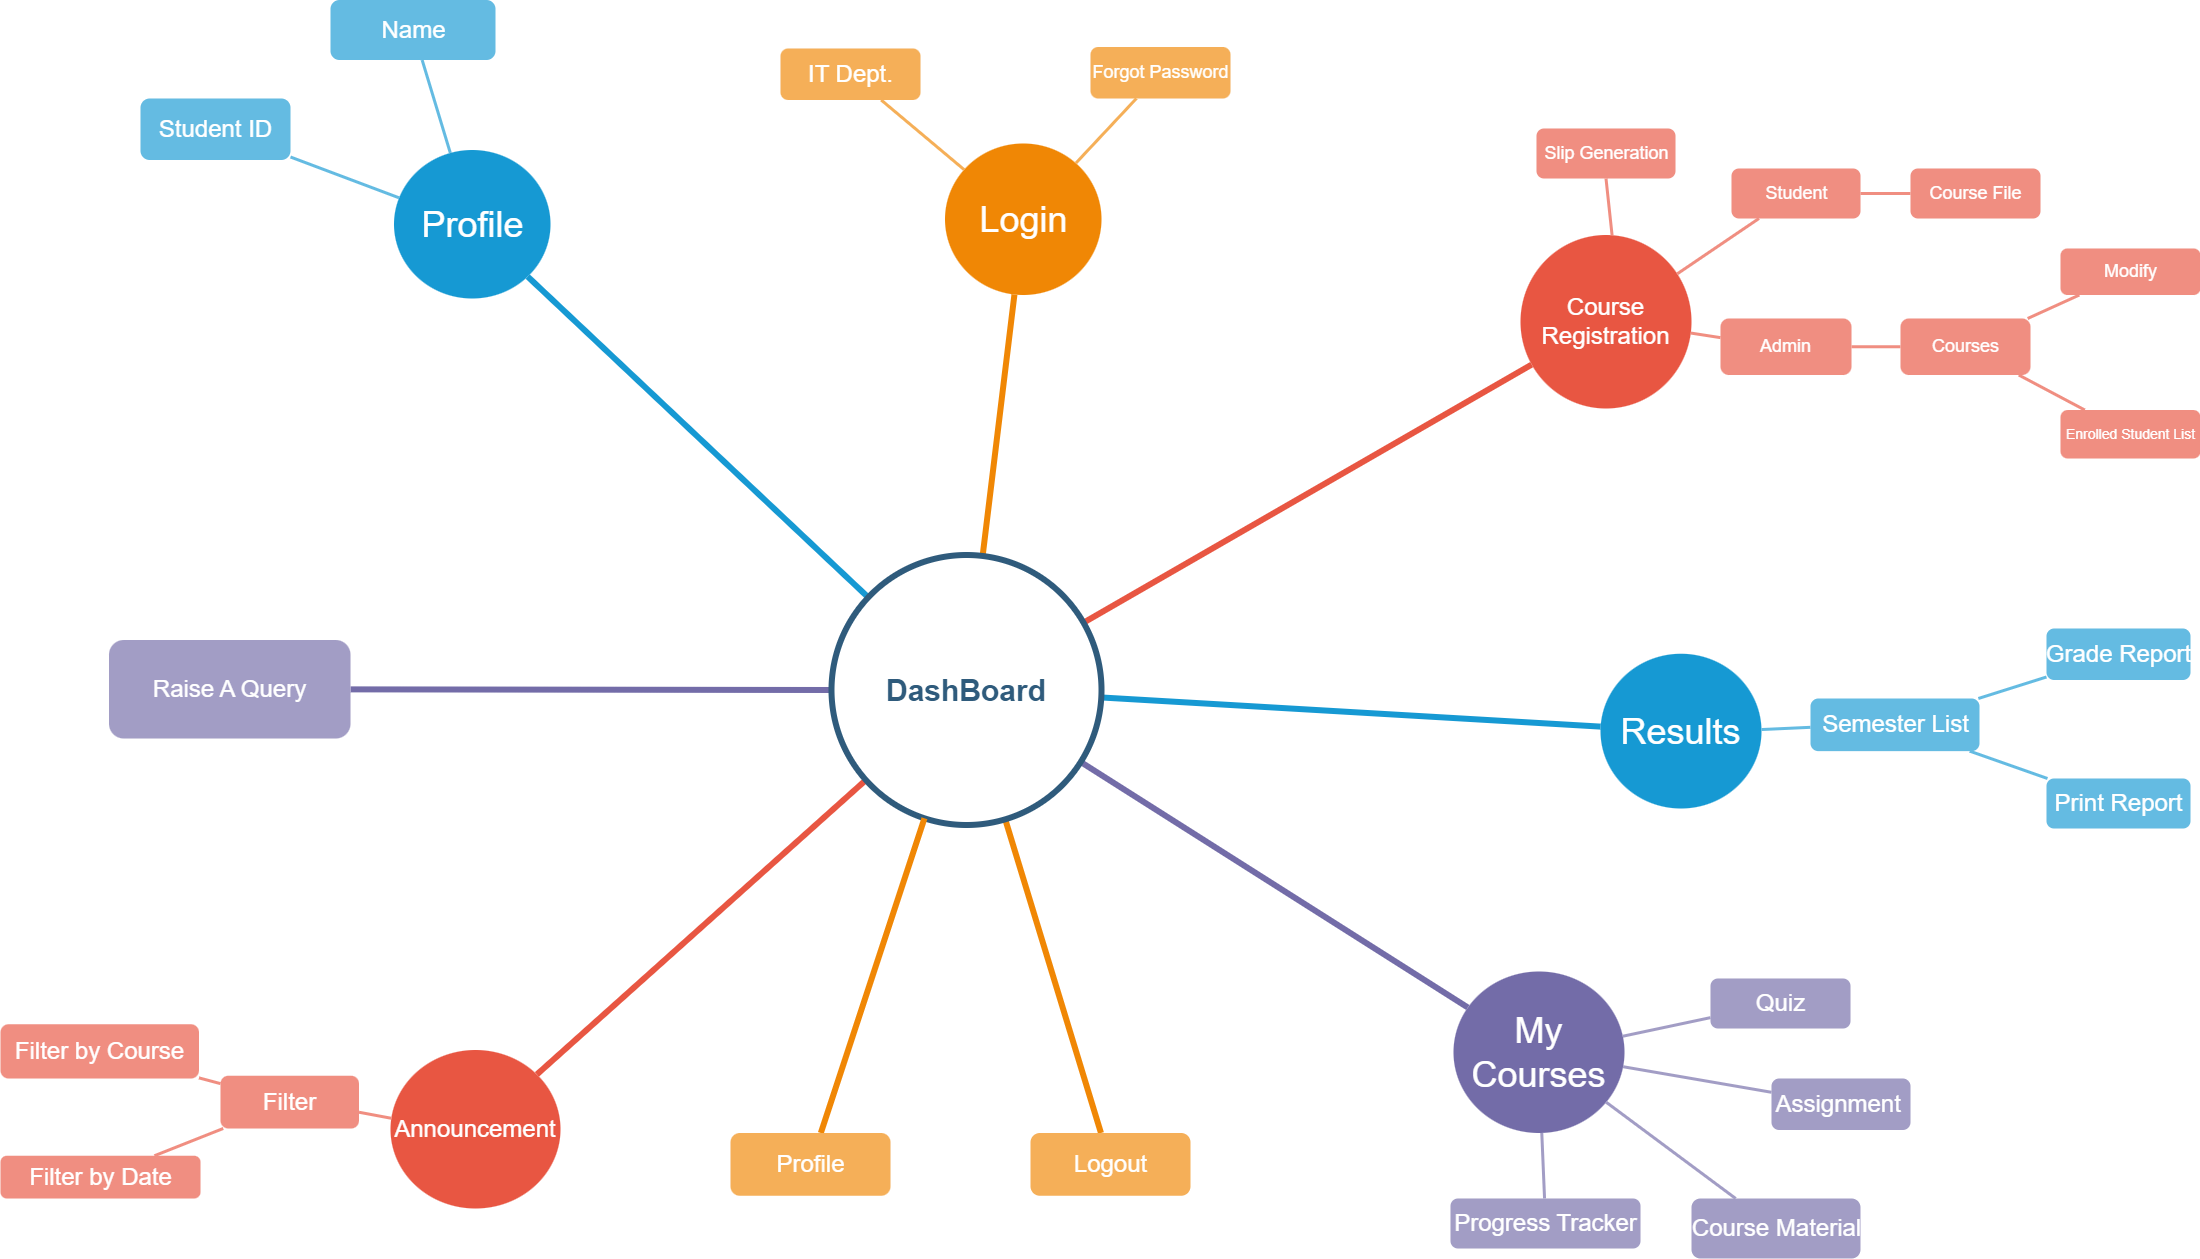 Name
Student ID
Profile
IT Dept.
Forgot Password
Login
Slip Generation
Student
Course File
Course
Registration
Modify
Admin
Courses
Enrolled Student List
Raise A Query
DashBoard
Results
Semester List
Grade Report
Print Report
My
Courses
Quiz
Assignment
Progress Tracker
Course Material
Filter by Course
Filter
Filter by Date
Announcement
Profile
Logout